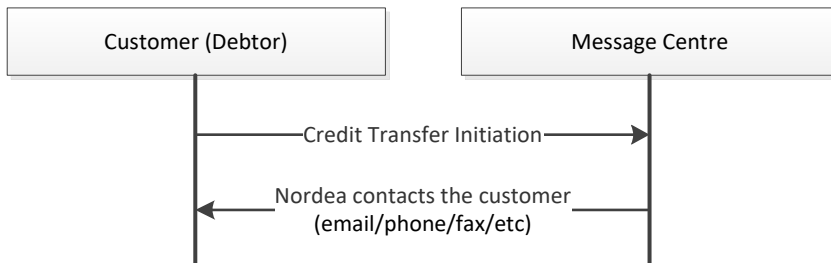 Customer (Debtor)
Message Centre
Credit Transfer Initiation
Nordea contacts the customer
(email/phone/fax/etc)